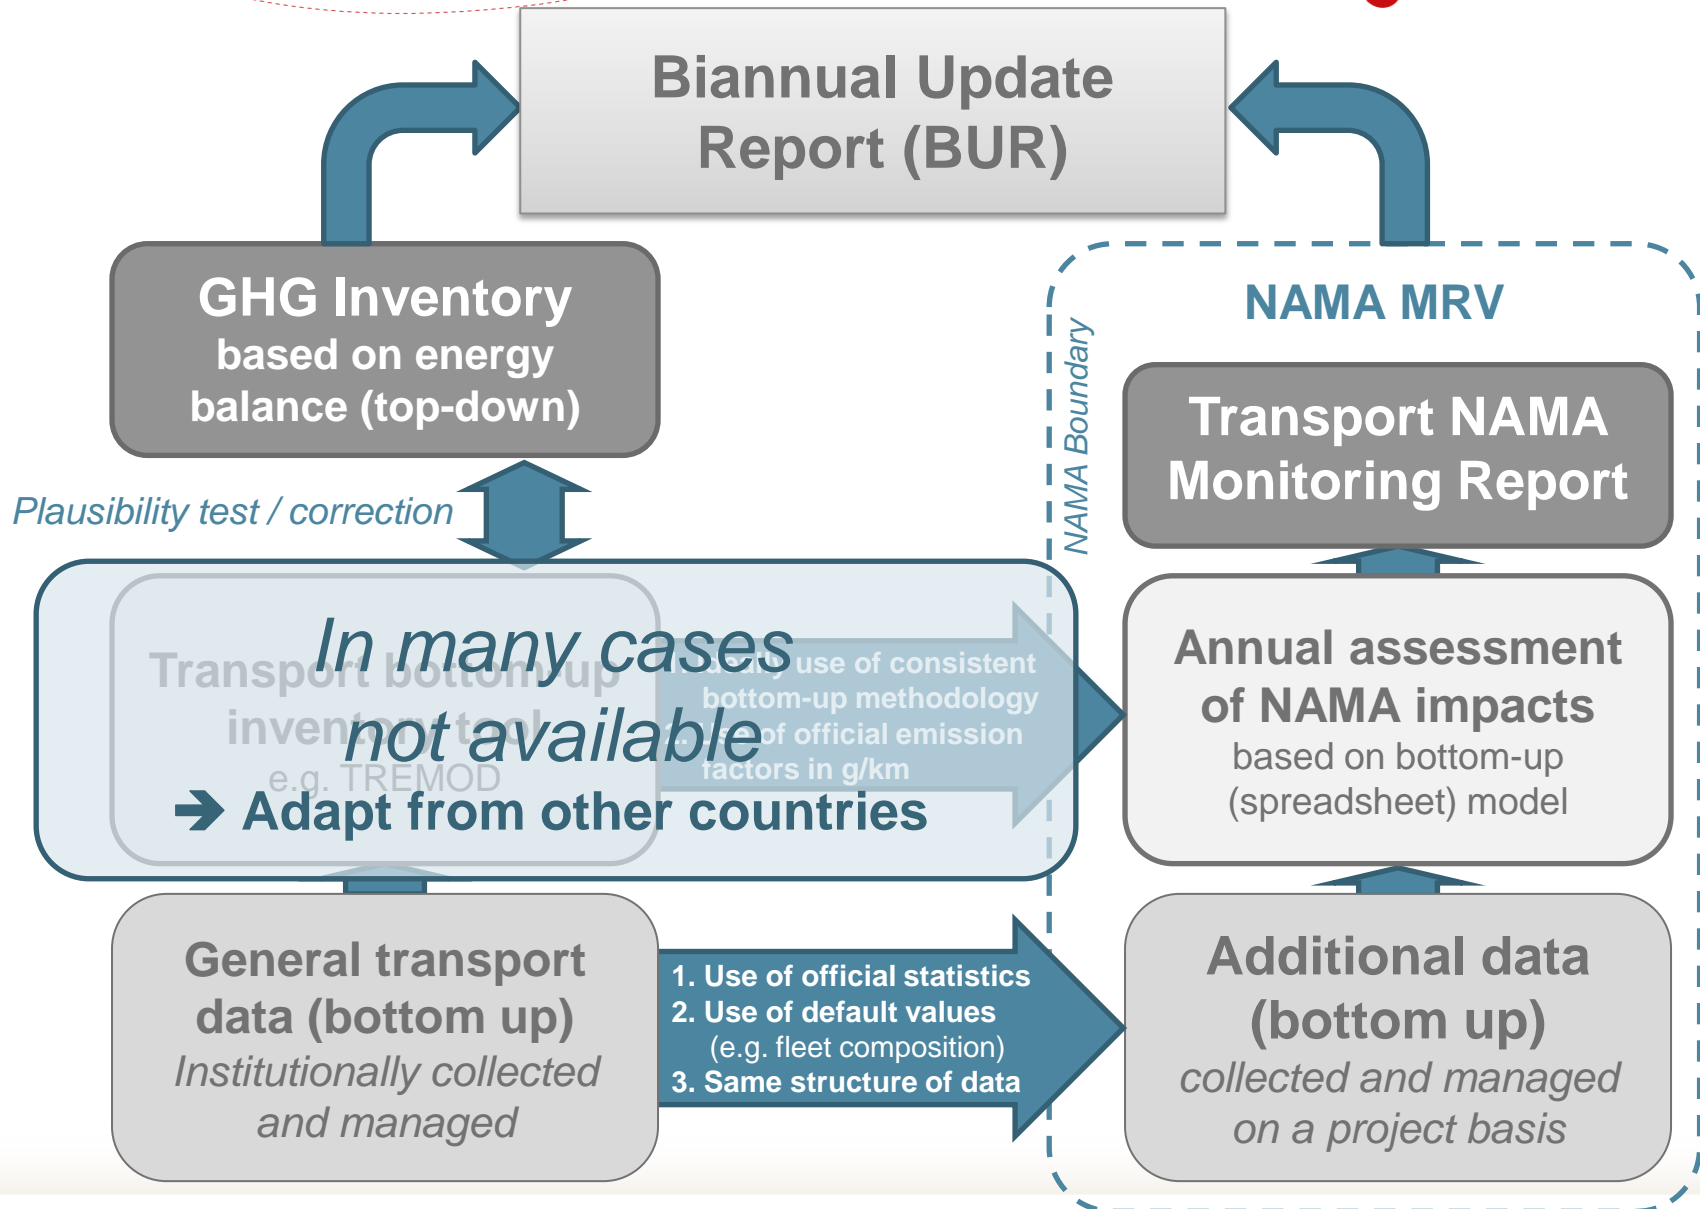 Biannual Update
Report (BUR)
GHG Inventory
based on energy
balance (top-down)
NAMA MRV
NAMA Boundary
Transport NAMA
Monitoring Report
Plausibility test / correction
In many cases
not available
➔ Adapt from other countries
Transport bottom-up
inventory tool
e.g. TREMOD
use of consistent
bottom-up methodology
2. Use of official emission
factors in g/km
Annual assessment
of NAMA impacts
based on bottom-up
(spreadsheet) model
General transport
data (bottom up)
Institutionally collected
and managed
1. Use of official statistics
2. Use of default values
(e.g. fleet composition)
3. Same structure of data
Additional data
(bottom up)
collected and managed
on a project basis